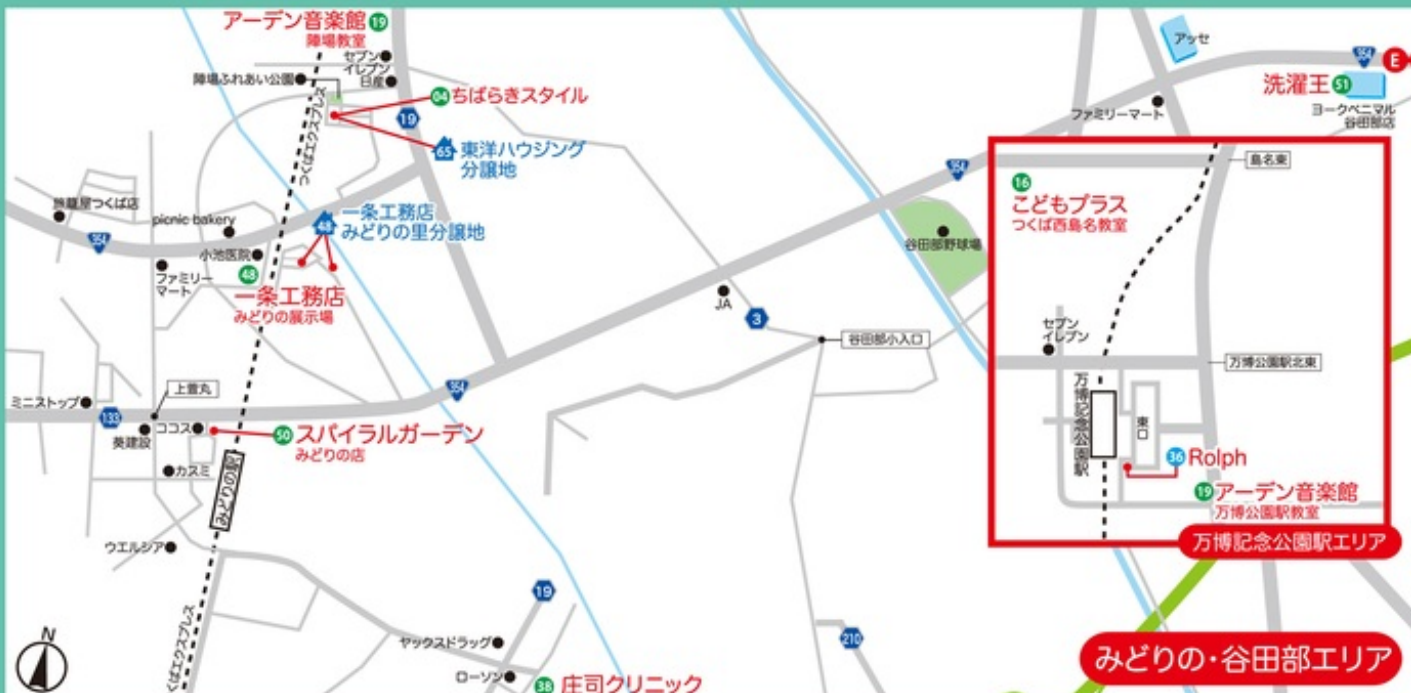 アーデン音楽館 19
陣場教室
セブン
イレブン
日産
陣場ふれあい公園
04 ちばらきスタイル
19
65 東洋ハウジング
分譲地
つくばエクスプレス
旅籠屋つくば店
picnic bakery
48 一条工務店
みどりの里分譲地
354
小池医院
ファミリー
マート
48
一条工務店
みどりの展示場
上萱丸
ミニストップ
133
葵建設
ココス
50 スパイラルガーデン
みどりの店
カスミ
みどりの駅
ウエルシア
つくばエクスプレス
N
19
ヤックスドラッグ
ローソン
38 庄司クリニック
354
JA
3
谷田部小入口
210
354
谷田部野球場
アッセ
354
E
洗濯王 51
ヨークベニマル
谷田部店
ファミリーマート
島名東
16
こどもプラス
つくば西島名教室
セブン
イレブン
万博公園駅北東
万博記念公園駅
東口
36 Rolph
19 アーデン音楽館
万博公園駅教室
万博記念公園駅エリア
みどりの・谷田部エリア